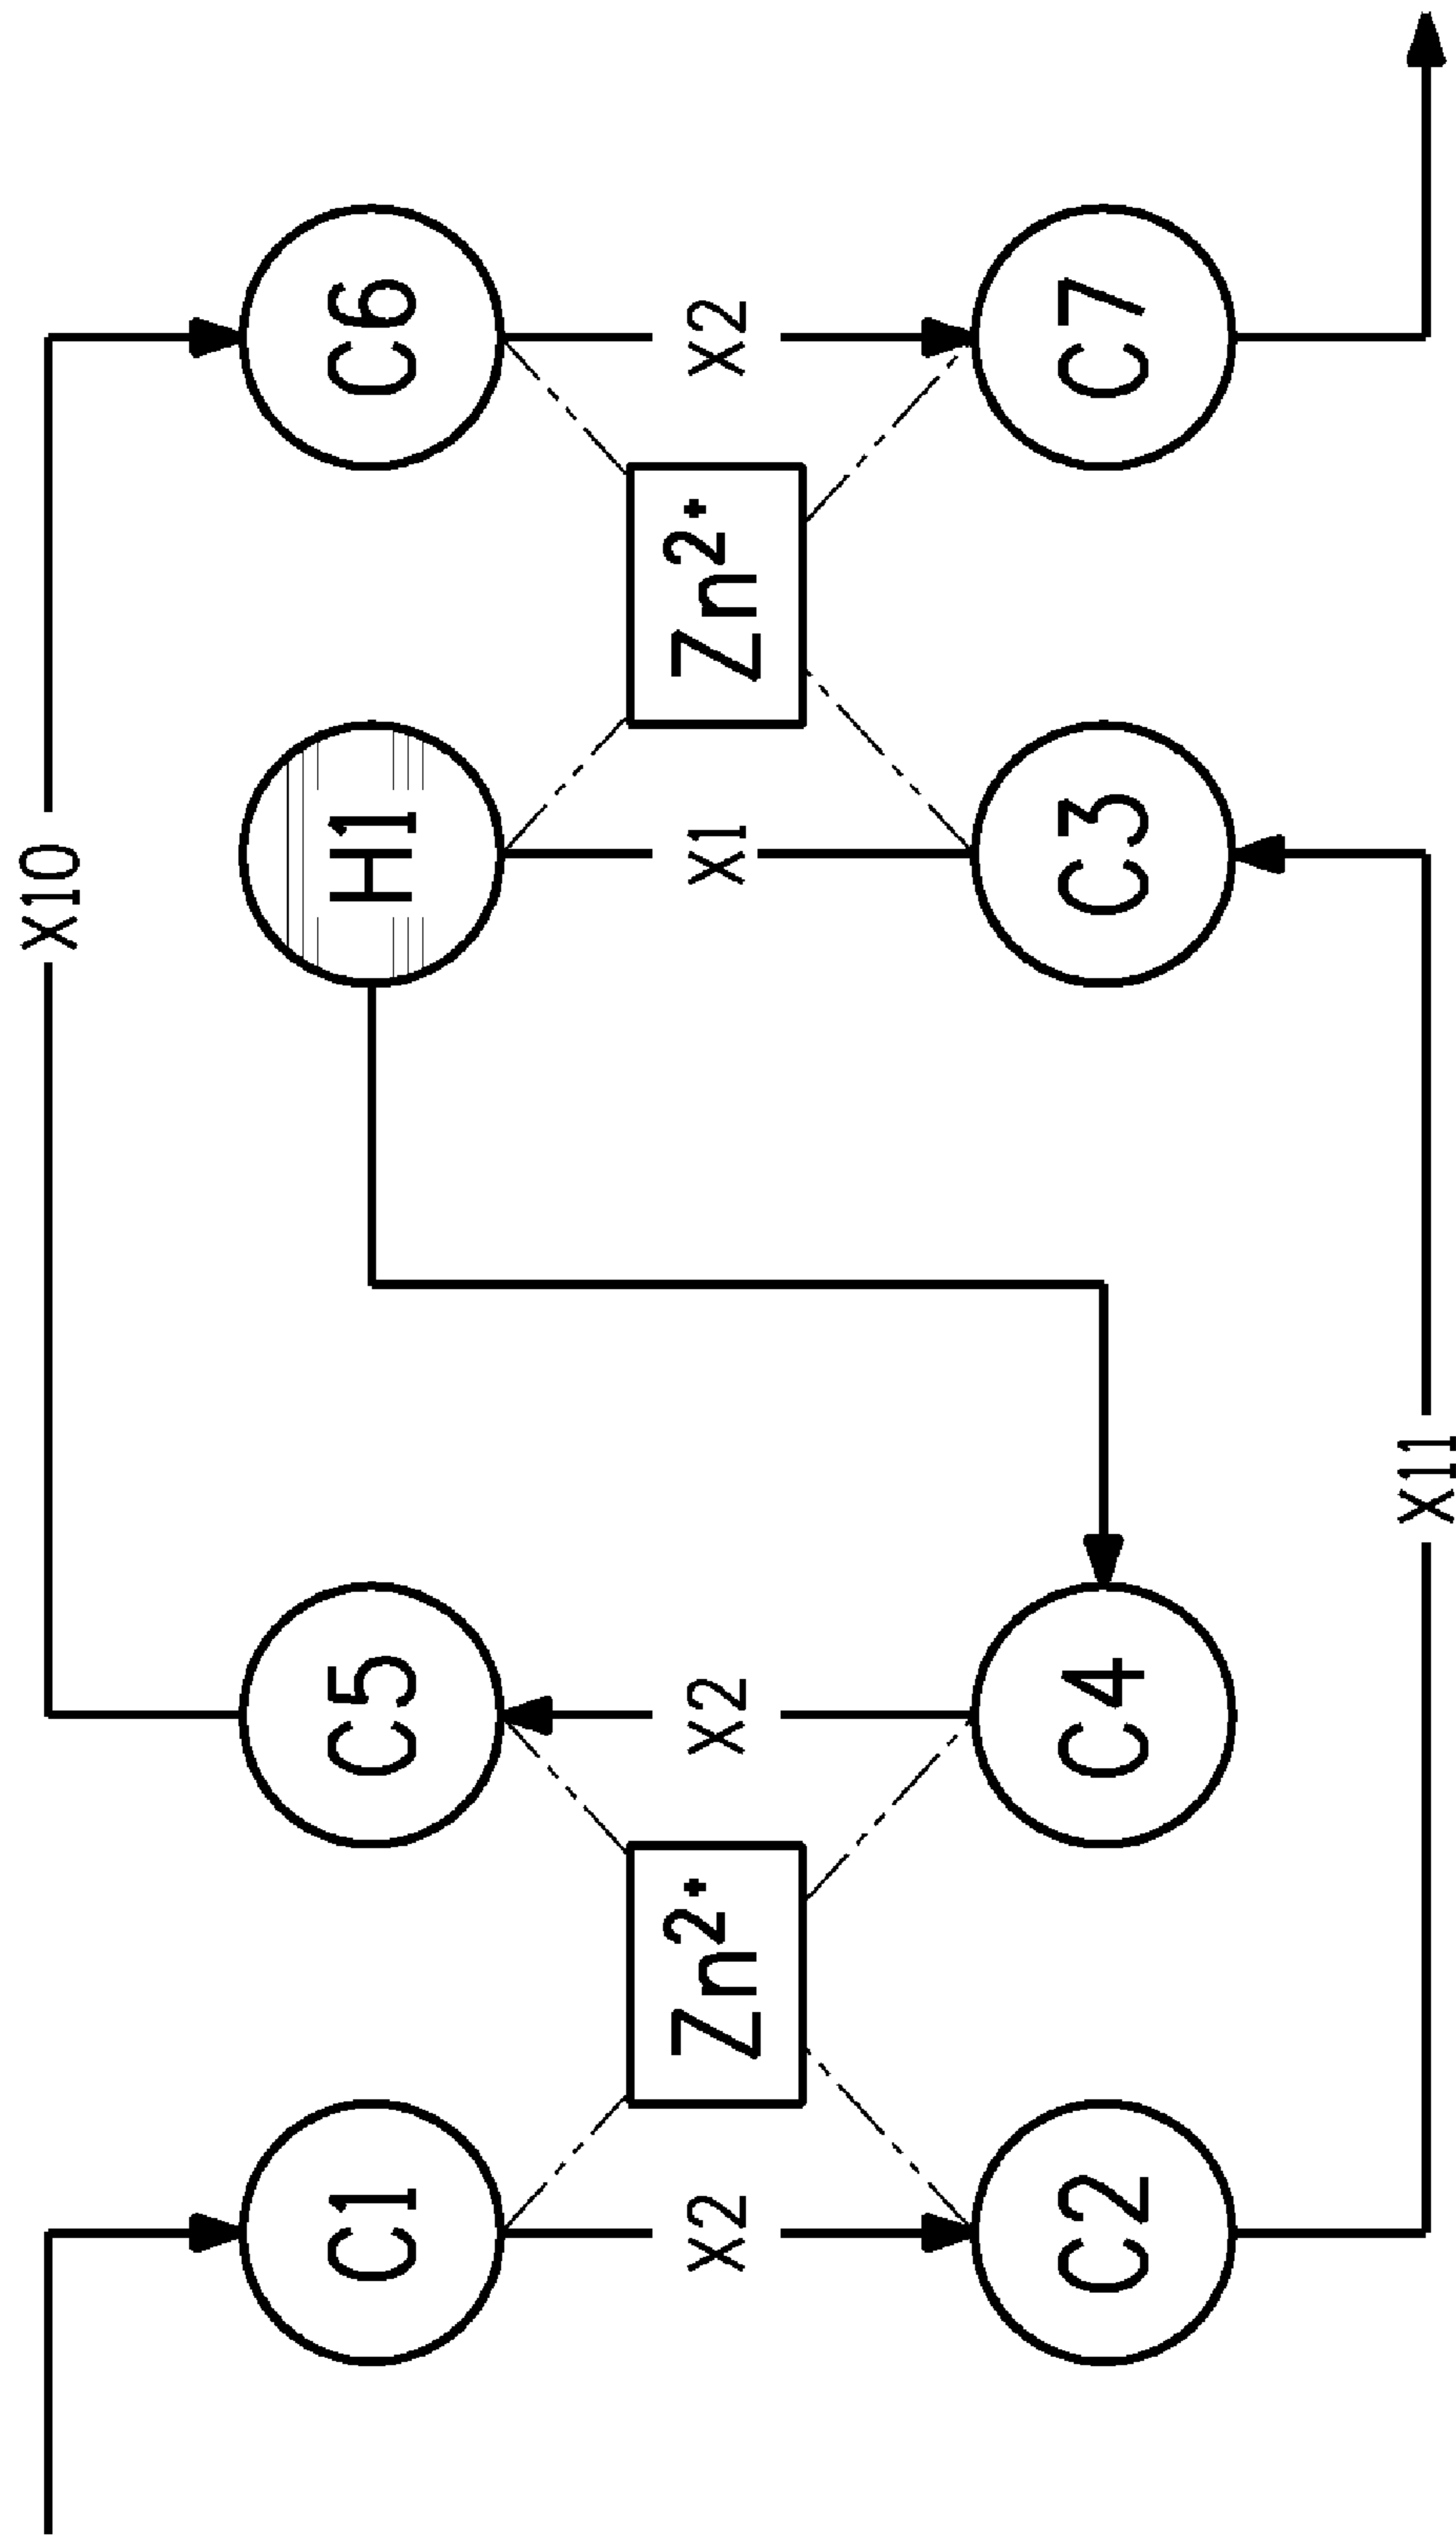 X10
C1 C5 H1 C6
X2 Zn²⁺ X2 X1 Zn²⁺ X2
C2 C4 C3 C7
X11